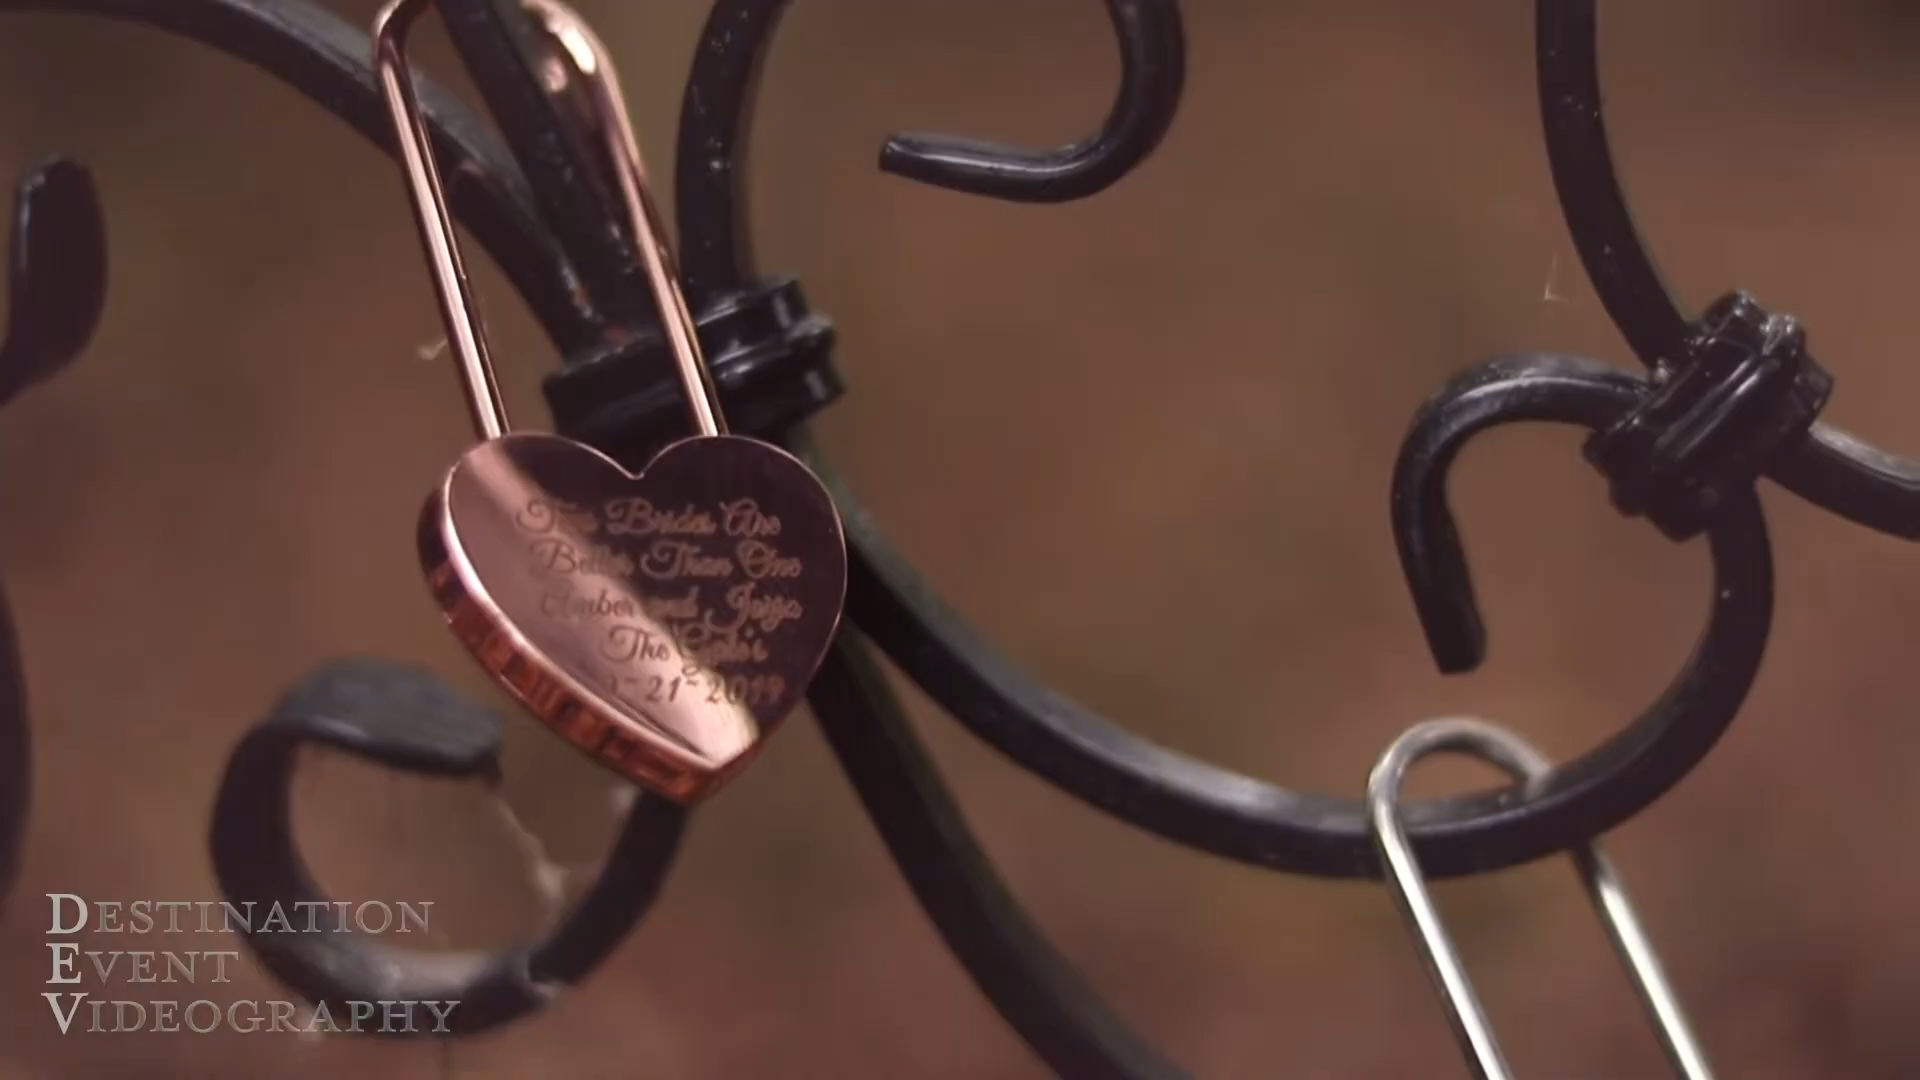 Two Brides Are
Better Than One
Amber and
The
21-2019
DESTINATION
EVENT
VIDEOGRAPHY